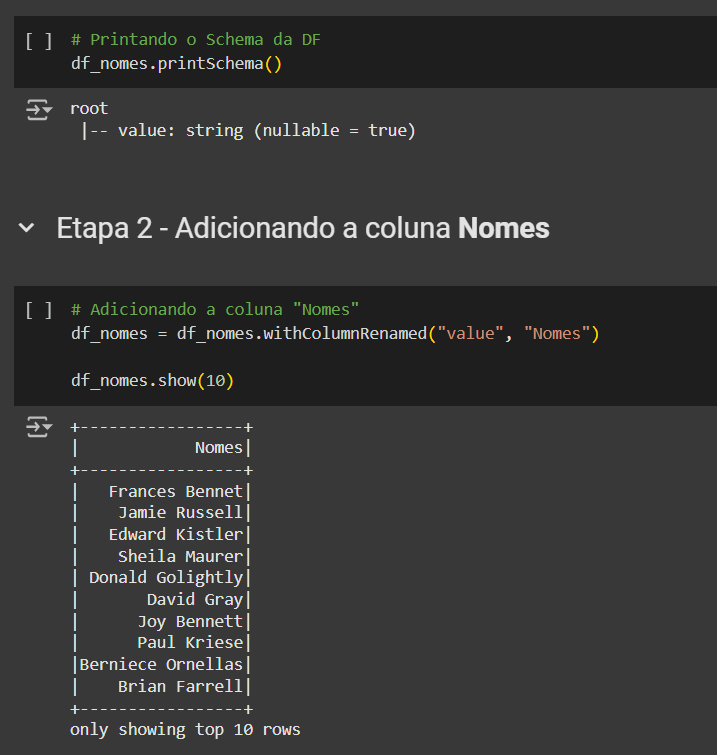 [ ] # Printando o Schema da DF
df_nomes.printSchema()
root
 |-- value: string (nullable = true)
Etapa 2 - Adicionando a coluna Nomes
[ ] # Adicionando a coluna "Nomes"
df_nomes = df_nomes.withColumnRenamed("value", "Nomes")
df_nomes.show(10)
+-----------------+
|            Nomes|
+-----------------+
|   Frances Bennet|
|    Jamie Russell|
|   Edward Kistler|
|    Sheila Maurer|
| Donald Golightly|
|       David Gray|
|      Joy Bennett|
|      Paul Kriese|
|Berniece Ornellas|
|    Brian Farrell|
+-----------------+
only showing top 10 rows